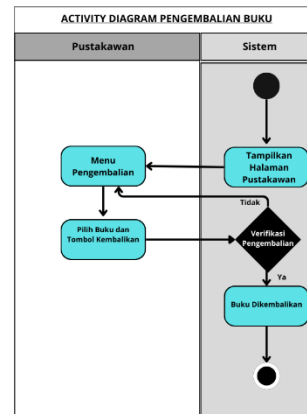 ACTIVITY DIAGRAM PENGEMBALIAN BUKU
Pustakawan
Sistem
Tampilkan
Halaman
Pustakawan
Menu
Pengembalian
Tidak
Pilih Buku dan
Tombol Kembalikan
Verifikasi
Pengembalian
Ya
Buku Dikembalikan